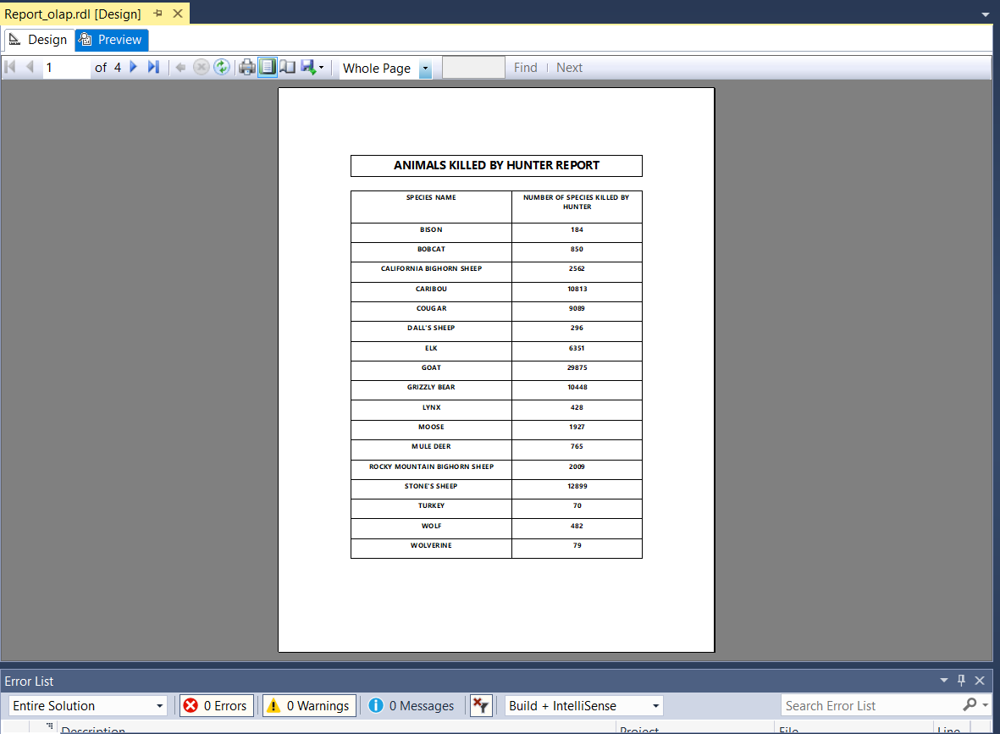 Report_olap.rdl [Design]
Design Preview
1 of 4 Whole Page Find Next
ANIMALS KILLED BY HUNTER REPORT
SPECIES NAME NUMBER OF SPECIES KILLED BY
HUNTER
BISON 184
BOBCAT 850
CALIFORNIA BIGHORN SHEEP 2562
CARIBOU 10813
COUGAR 9089
DALL'S SHEEP 296
ELK 6351
GOAT 29875
GRIZZLY BEAR 10448
LYNX 428
MOOSE 1927
MULE DEER 765
ROCKY MOUNTAIN BIGHORN SHEEP 2009
STONE'S SHEEP 12899
TURKEY 70
WOLF 482
WOLVERINE 79
Error List
Entire Solution 0 Errors 0 Warnings 0 Messages Build + IntelliSense Search Error List
Description Project File Line